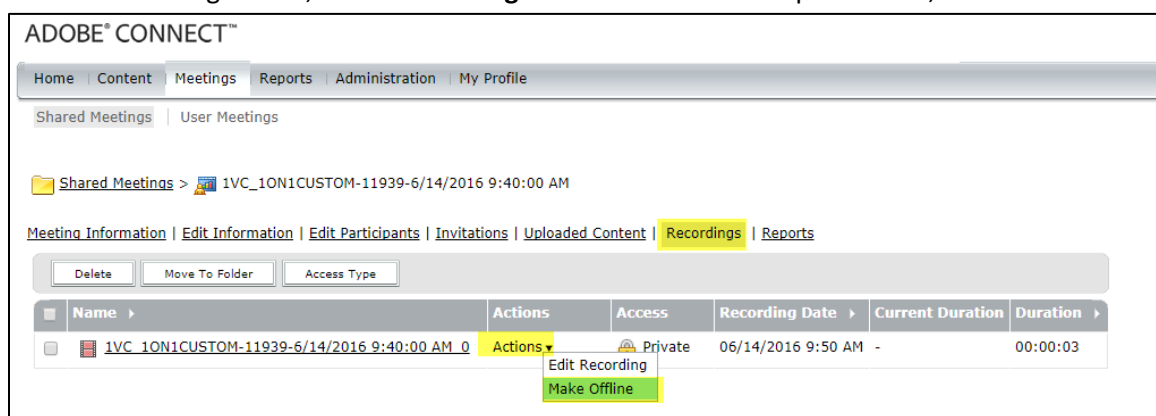 ADOBE® CONNECT™
Home | Content | Meetings | Reports | Administration | My Profile
Shared Meetings | User Meetings
Shared Meetings > 1VC_1ON1CUSTOM-11939-6/14/2016 9:40:00 AM
Meeting Information | Edit Information | Edit Participants | Invitations | Uploaded Content | Recordings | Reports
Delete Move To Folder Access Type
Name Actions Access Recording Date Current Duration Duration
1VC_1ON1CUSTOM-11939-6/14/2016 9:40:00 AM_0 Actions Private 06/14/2016 9:50 AM - 00:00:03
Edit Recording
Make Offline